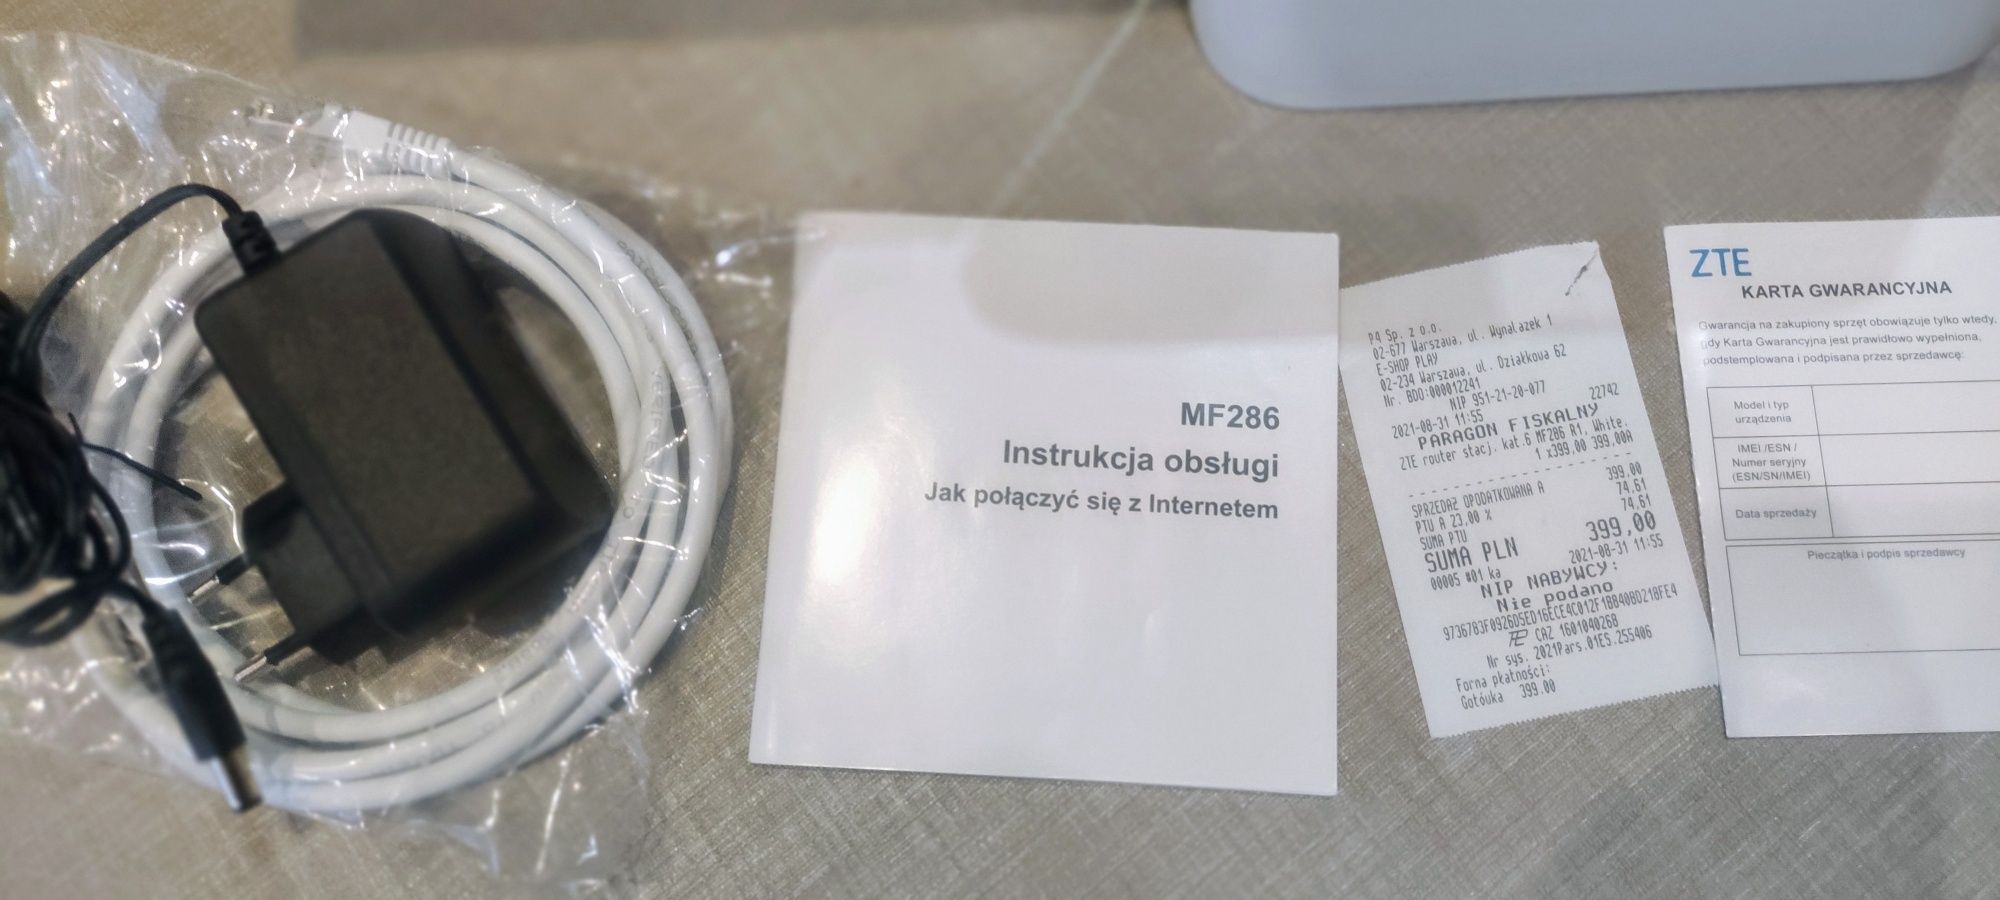 MF286
Instrukcja obsługi
Jak połączyć się z Internetem
P4 Sp. z o.o.
02-677 Warszawa, ul. Wynalazek 1
E-SHOP PLAY
02-234 Warszawa, ul. Działkowa 62
Nr. BDO:000012241
NIP 951-21-20-077
2021-08-31 11:55 22742
PARAGON FISKALNY
ZTE router stacj. kat.6 MF286 R1, White.
1 x399,00 399,00A
SPRZEDAŻ OPODATKOWANA A 399,00
PTU A 23,00 % 74,61
SUMA PTU 74,61
SUMA PLN 399,00
00005 #01 ka 2021-08-31 11:55
NIP NABYWCY:
Nie podano
97367B3F0926D5ED16ECE4C012F1BB40BD21BFE4
CAZ 1601040268
Nr sys. 2021Pars.01ES.255406
Forma płatności:
Gotówka 399.00
ZTE
KARTA GWARANCYJNA
Gwarancja na zakupiony sprzęt obowiązuje tylko wtedy,
gdy Karta Gwarancyjna jest prawidłowo wypełniona,
podstemplowana i podpisana przez sprzedawcę:
Model i typ
urządzenia
IMEI /ESN /
Numer seryjny
(ESN/SN/IMEI)
Data sprzedaży
Pieczątka i podpis sprzedawcy